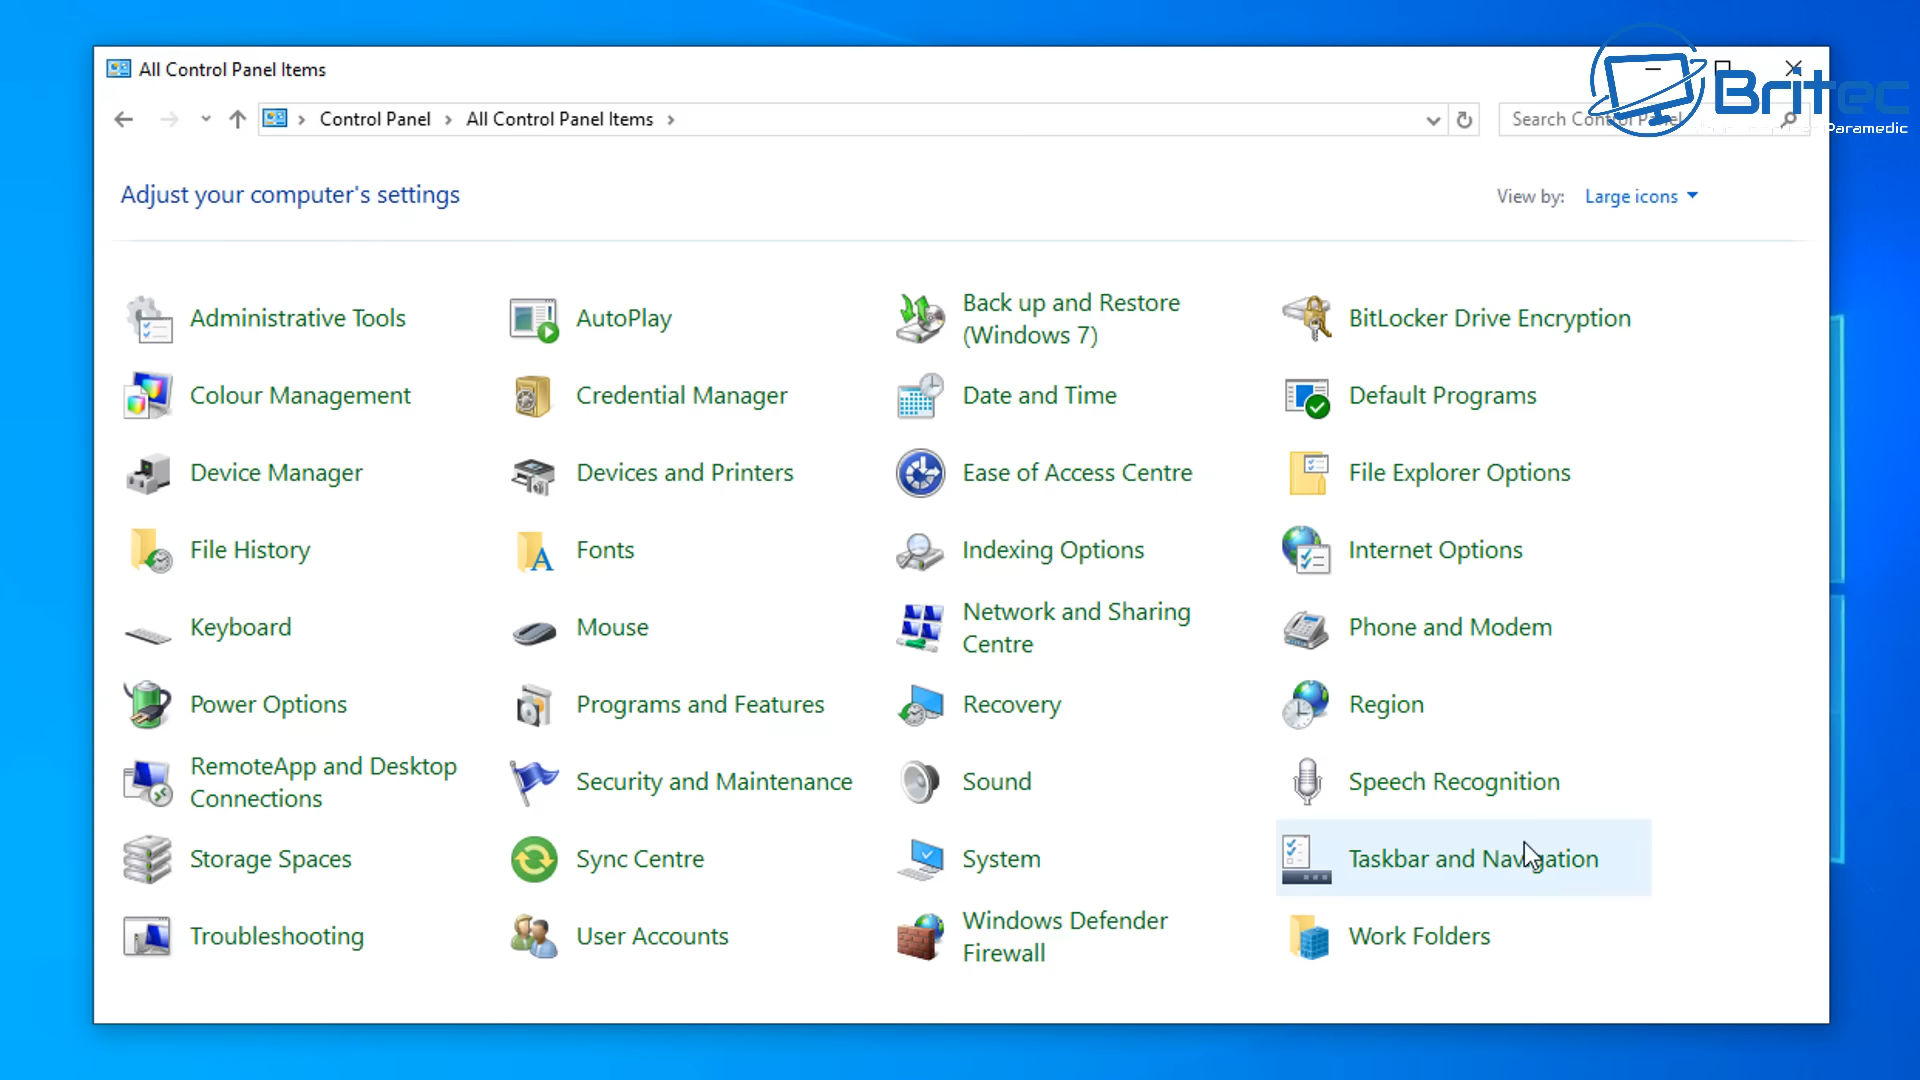 All Control Panel Items
Britec
Paramedic
Control Panel
All Control Panel Items
Search
Adjust your computer's settings
View by:
Large icons
Administrative Tools
AutoPlay
Back up and Restore
(Windows 7)
BitLocker Drive Encryption
Colour Management
Credential Manager
Date and Time
Default Programs
Device Manager
Devices and Printers
Ease of Access Centre
File Explorer Options
File History
Fonts
Indexing Options
Internet Options
Keyboard
Mouse
Network and Sharing
Centre
Phone and Modem
Power Options
Programs and Features
Recovery
Region
RemoteApp and Desktop
Connections
Security and Maintenance
Sound
Speech Recognition
Storage Spaces
Sync Centre
System
Taskbar and Navigation
Troubleshooting
User Accounts
Windows Defender
Firewall
Work Folders